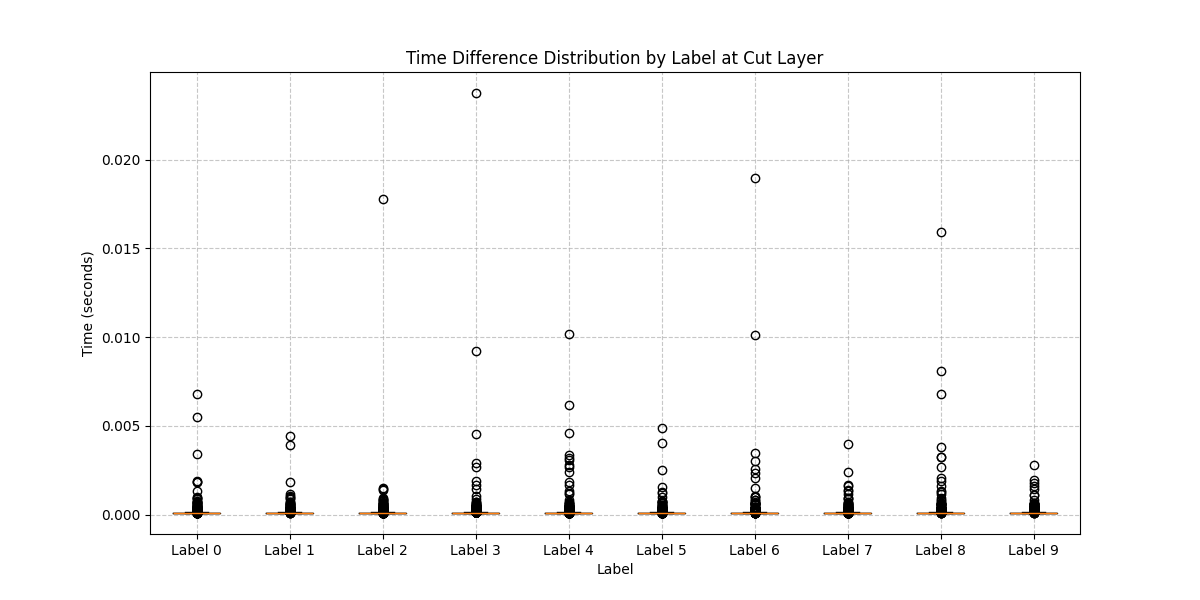 Time Difference Distribution by Label at Cut Layer
Time (seconds)
0.020
0.015
0.010
0.005
0.000
Label 0 Label 1 Label 2 Label 3 Label 4 Label 5 Label 6 Label 7 Label 8 Label 9
Label